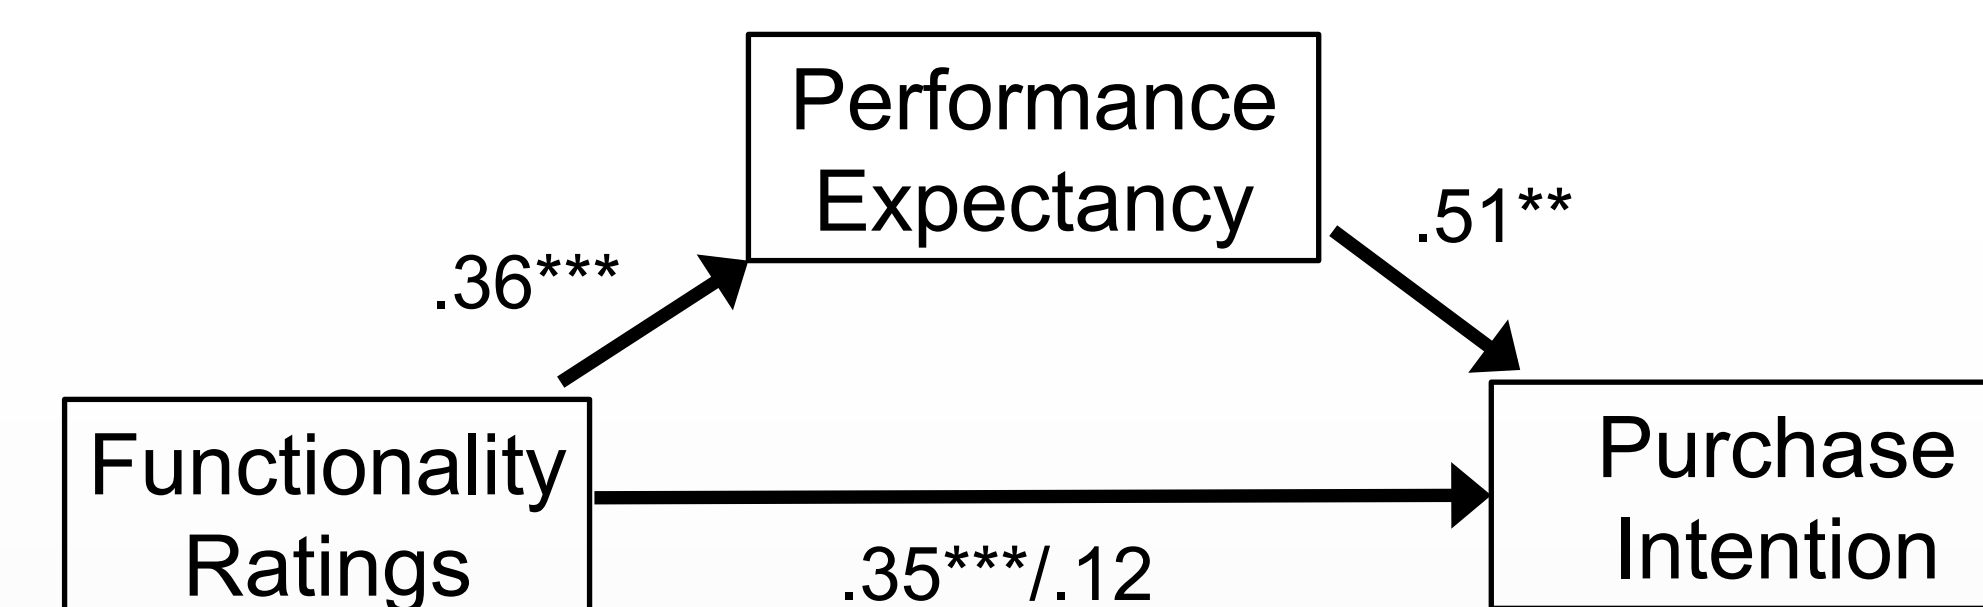 Performance
Expectancy
.36***
.51**
Functionality
Ratings
.35***/.12
Purchase
Intention